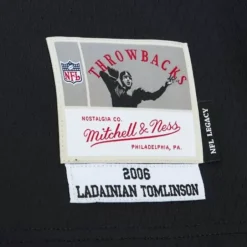 THROWBACKS
NFL
NOSTALGIA CO.
Mitchell & Ness
PHILADELPHIA, PA.
NFL LEGACY
2006
LADAINIAN TOMLINSON